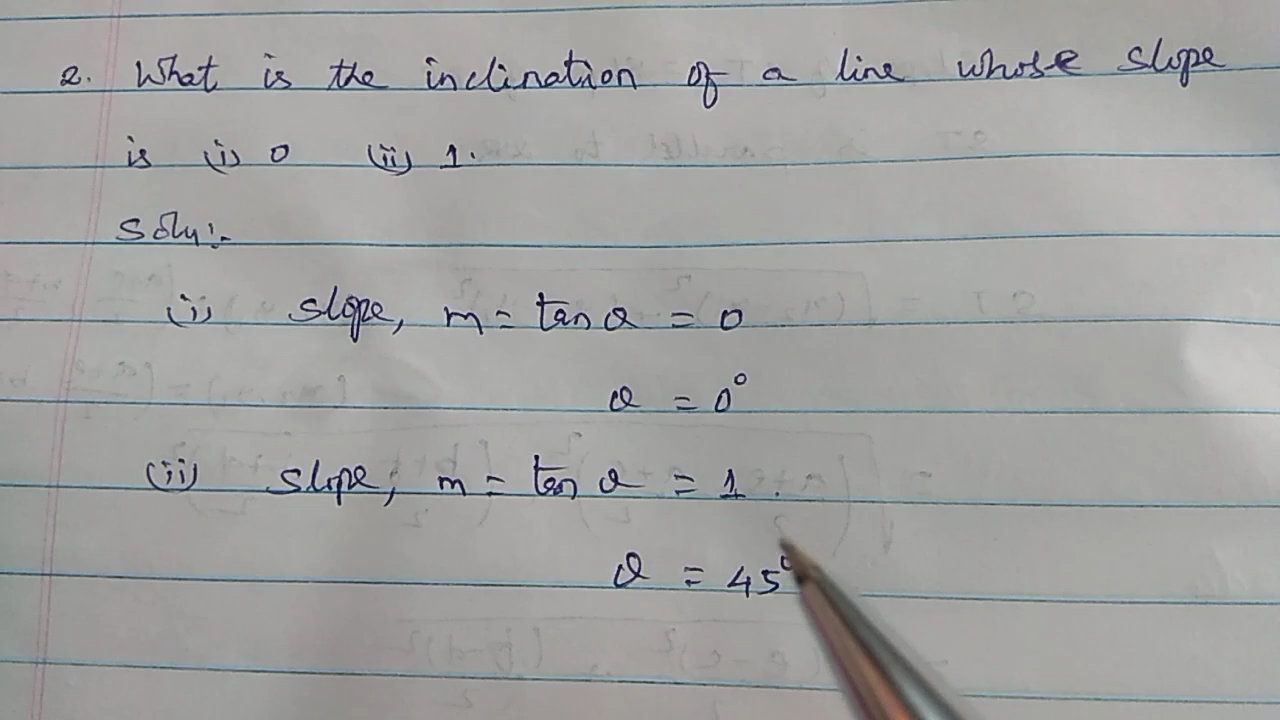 2. What is the inclination of a line whose slope
is (i) 0 (ii) 1.
Soln:-
(i) slope, m = tan θ = 0
θ = 0°
(ii) slope, m = tan θ = 1.
θ = 45°